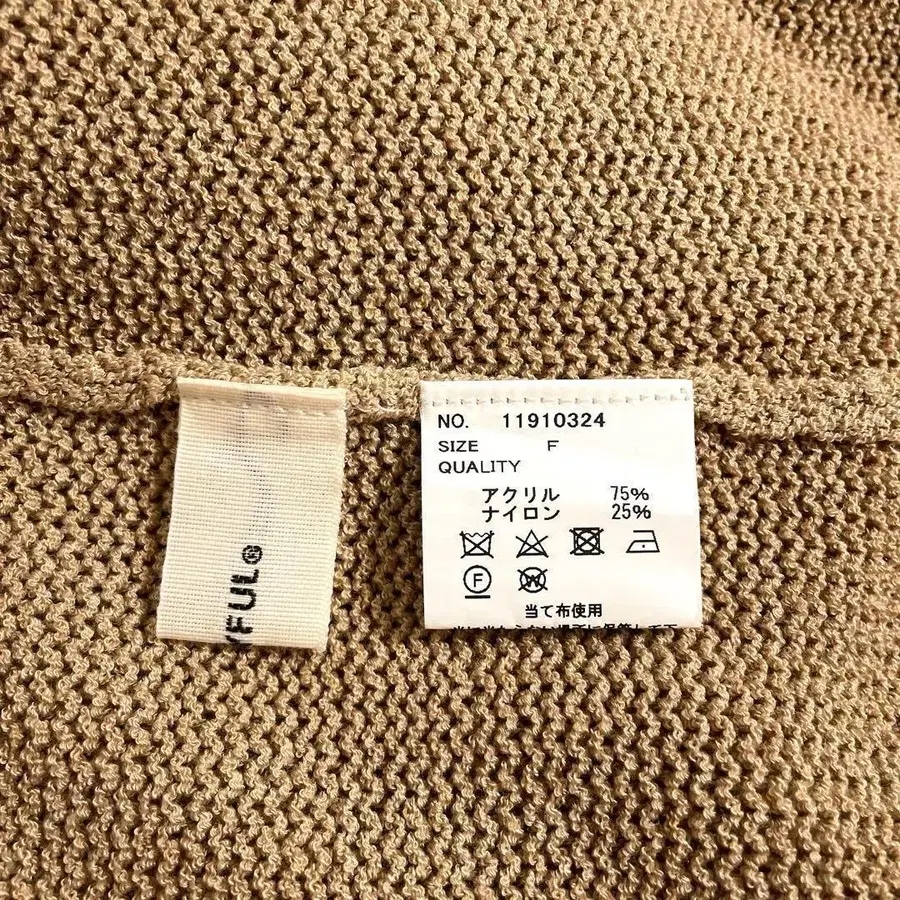 NO. 11910324
SIZE F
QUALITY
アクリル 75%
ナイロン 25%
F W
当て布使用
FUL®